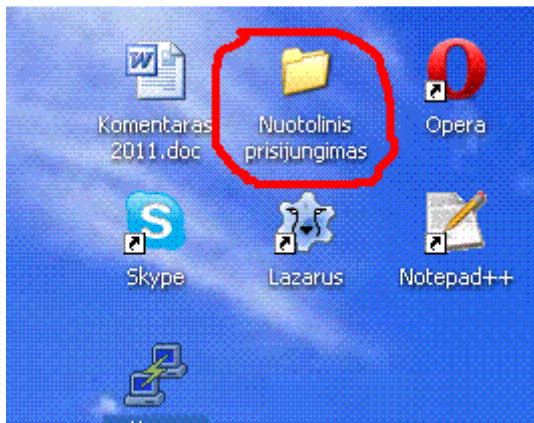 Komentaras
2011.doc
Nuotolinis
prisijungimas
Opera
Skype
Lazarus
Notepad++